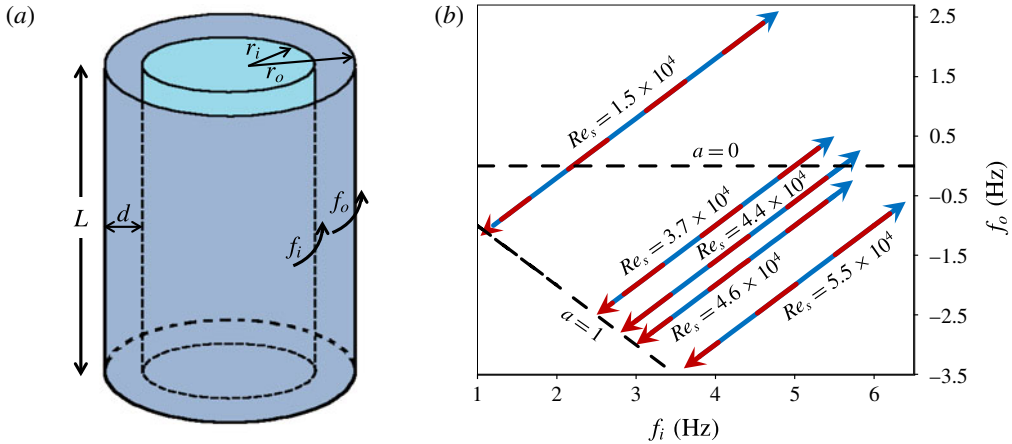 (a)
r_i
r_o
L
d
f_o
f_i
(b)
Re_s = 1.5 × 10^4
a = 0
Re_s = 3.7 × 10^4
Re_s = 4.4 × 10^4
Re_s = 4.6 × 10^4
Re_s = 5.5 × 10^4
a = 1
2.5
1.5
0.5
−0.5
−1.5
−2.5
−3.5
f_o (Hz)
1 2 3 4 5 6
f_i (Hz)